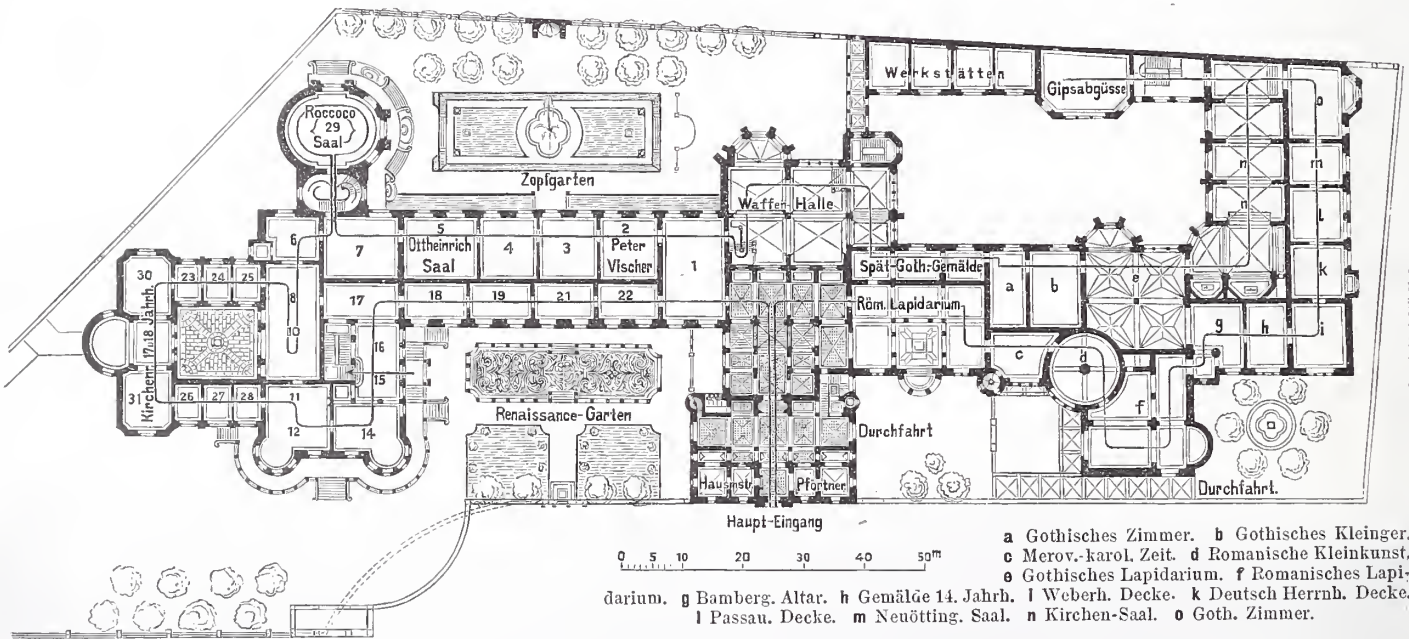 Werkstätten
Gipsabgüsse
o
Roccoco
29
Saal
n
m
Zopfgarten
Waffen-Halle
n
l
6
7
5
Ottheinrich
Saal
4
3
2
Peter
Vischer
1
Spät-Goth.-Gemälde
a
b
e
k
30
23
24
25
8
17
18
19
21
22
Röm. Lapidarium
g
h
i
Kirchenr. 17.u.18 Jahrh.
10
16
15
c
d
31
26
27
28
11
12
14
Renaissance-Garten
f
Durchfahrt
Hausmstr.
Pförtner
Durchfahrt.
Haupt-Eingang
0 5 10 20 30 40 50m
a Gothisches Zimmer. b Gothisches Kleinger.
c Merov.-karol. Zeit. d Romanische Kleinkunst.
e Gothisches Lapidarium. f Romanisches Lapi-
darium. g Bamberg. Altar. h Gemälde 14. Jahrh. i Weberh. Decke. k Deutsch Herrnh. Decke.
l Passau. Decke. m Neuötting. Saal. n Kirchen-Saal. o Goth. Zimmer.